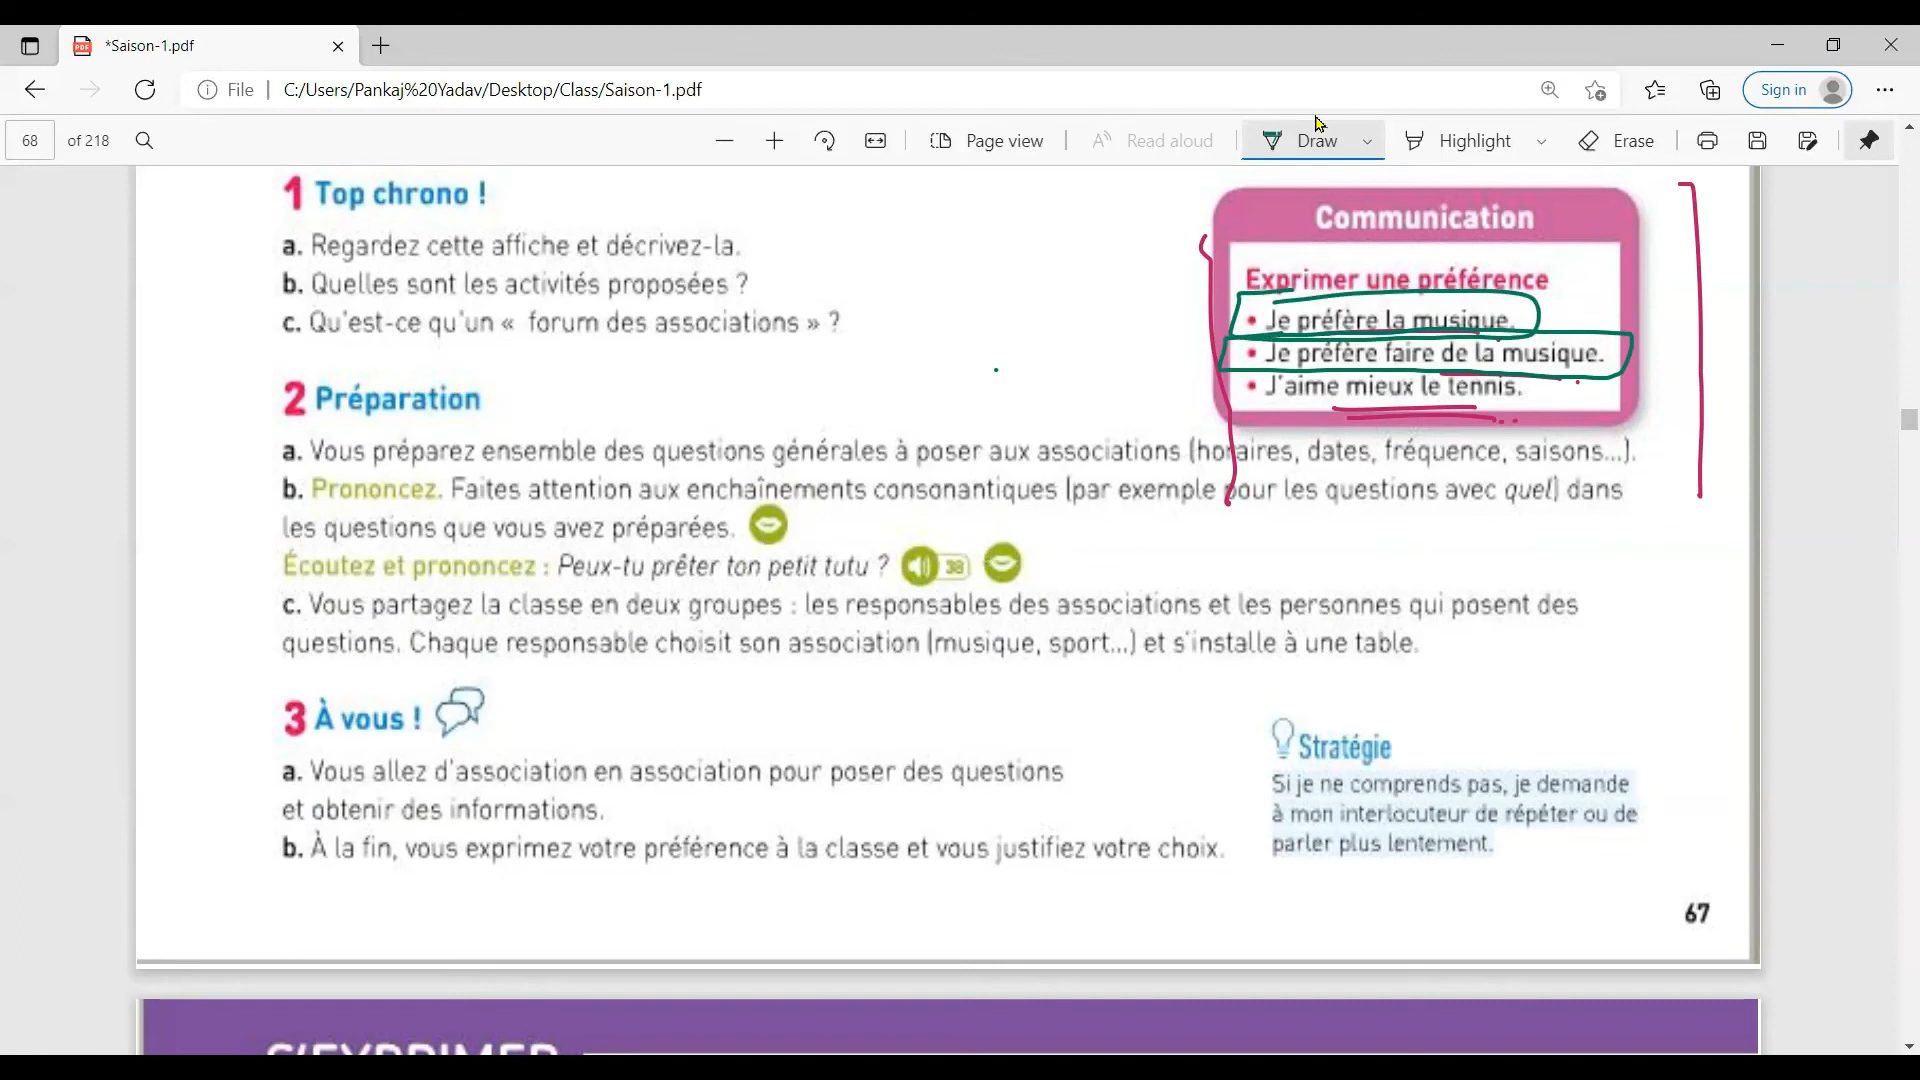 *Saison-1.pdf
File
C:/Users/Pankaj%20Yadav/Desktop/Class/Saison-1.pdf
Sign in
68 of 218
Page view
Read aloud
Draw
Highlight
Erase
1 Top chrono !
a. Regardez cette affiche et décrivez-la.
b. Quelles sont les activités proposées ?
c. Qu'est-ce qu'un « forum des associations » ?
Communication
Exprimer une préférence
• Je préfère la musique.
• Je préfère faire de la musique.
• J'aime mieux le tennis.
2 Préparation
a. Vous préparez ensemble des questions générales à poser aux associations (horaires, dates, fréquence, saisons...).
b. Prononcez. Faites attention aux enchaînements consonantiques (par exemple pour les questions avec quel) dans
les questions que vous avez préparées.
Écoutez et prononcez : Peux-tu prêter ton petit tutu ? 38
c. Vous partagez la classe en deux groupes : les responsables des associations et les personnes qui posent des
questions. Chaque responsable choisit son association (musique, sport...) et s'installe à une table.
3 À vous !
a. Vous allez d'association en association pour poser des questions
et obtenir des informations.
b. À la fin, vous exprimez votre préférence à la classe et vous justifiez votre choix.
Stratégie
Si je ne comprends pas, je demande
à mon interlocuteur de répéter ou de
parler plus lentement.
67
S'EXPRIMER